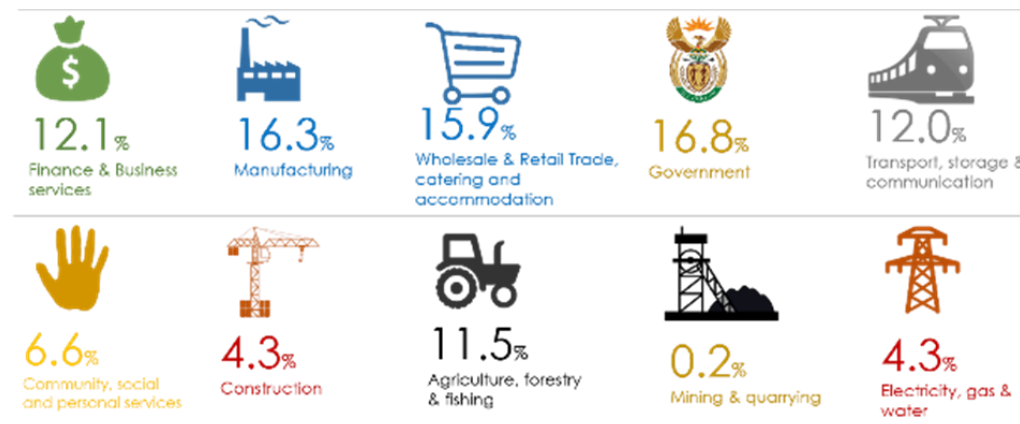 $
12.1%
Finance & Business
services
16.3%
Manufacturing
15.9%
Wholesale & Retail Trade,
catering and
accommodation
16.8%
Government
12.0%
Transport, storage &
communication
6.6%
Community, social
and personal services
4.3%
Construction
11.5%
Agriculture, forestry
& fishing
0.2%
Mining & quarrying
4.3%
Electricity, gas &
water